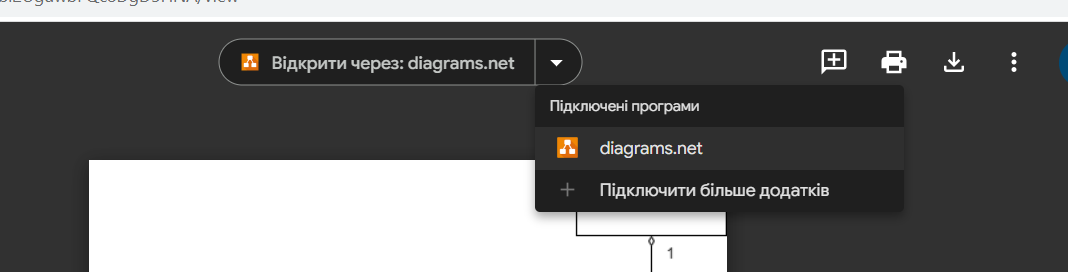 Відкрити через: diagrams.net
Підключені програми
diagrams.net
Підключити більше додатків
1